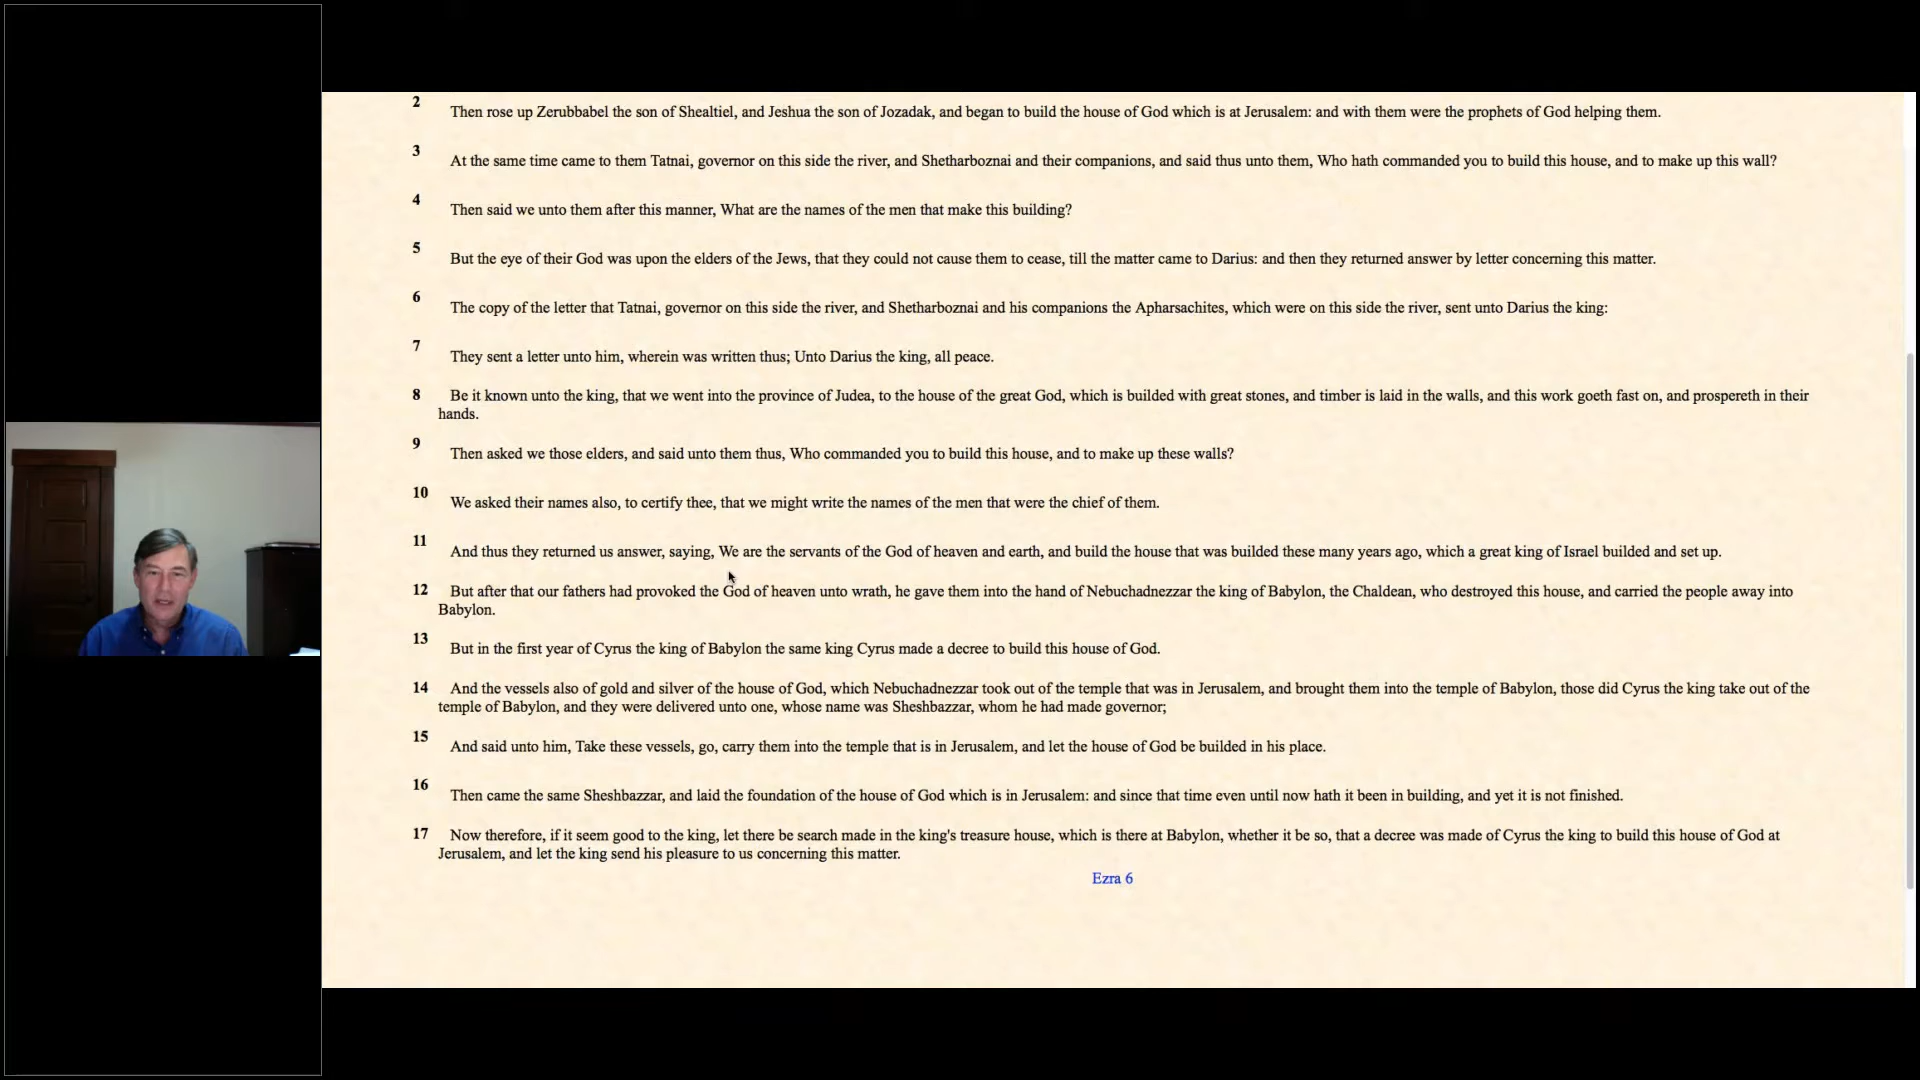 2 Then rose up Zerubbabel the son of Shealtiel, and Jeshua the son of Jozadak, and began to build the house of God which is at Jerusalem: and with them were the prophets of God helping them.
3 At the same time came to them Tatnai, governor on this side the river, and Shetharboznai and their companions, and said thus unto them, Who hath commanded you to build this house, and to make up this wall?
4 Then said we unto them after this manner, What are the names of the men that make this building?
5 But the eye of their God was upon the elders of the Jews, that they could not cause them to cease, till the matter came to Darius: and then they returned answer by letter concerning this matter.
6 The copy of the letter that Tatnai, governor on this side the river, and Shetharboznai and his companions the Apharsachites, which were on this side the river, sent unto Darius the king:
7 They sent a letter unto him, wherein was written thus; Unto Darius the king, all peace.
8 Be it known unto the king, that we went into the province of Judea, to the house of the great God, which is builded with great stones, and timber is laid in the walls, and this work goeth fast on, and prospereth in their
hands.
9 Then asked we those elders, and said unto them thus, Who commanded you to build this house, and to make up these walls?
10 We asked their names also, to certify thee, that we might write the names of the men that were the chief of them.
11 And thus they returned us answer, saying, We are the servants of the God of heaven and earth, and build the house that was builded these many years ago, which a great king of Israel builded and set up.
12 But after that our fathers had provoked the God of heaven unto wrath, he gave them into the hand of Nebuchadnezzar the king of Babylon, the Chaldean, who destroyed this house, and carried the people away into
Babylon.
13 But in the first year of Cyrus the king of Babylon the same king Cyrus made a decree to build this house of God.
14 And the vessels also of gold and silver of the house of God, which Nebuchadnezzar took out of the temple that was in Jerusalem, and brought them into the temple of Babylon, those did Cyrus the king take out of the
temple of Babylon, and they were delivered unto one, whose name was Sheshbazzar, whom he had made governor;
15 And said unto him, Take these vessels, go, carry them into the temple that is in Jerusalem, and let the house of God be builded in his place.
16 Then came the same Sheshbazzar, and laid the foundation of the house of God which is in Jerusalem: and since that time even until now hath it been in building, and yet it is not finished.
17 Now therefore, if it seem good to the king, let there be search made in the king's treasure house, which is there at Babylon, whether it be so, that a decree was made of Cyrus the king to build this house of God at
Jerusalem, and let the king send his pleasure to us concerning this matter.
Ezra 6